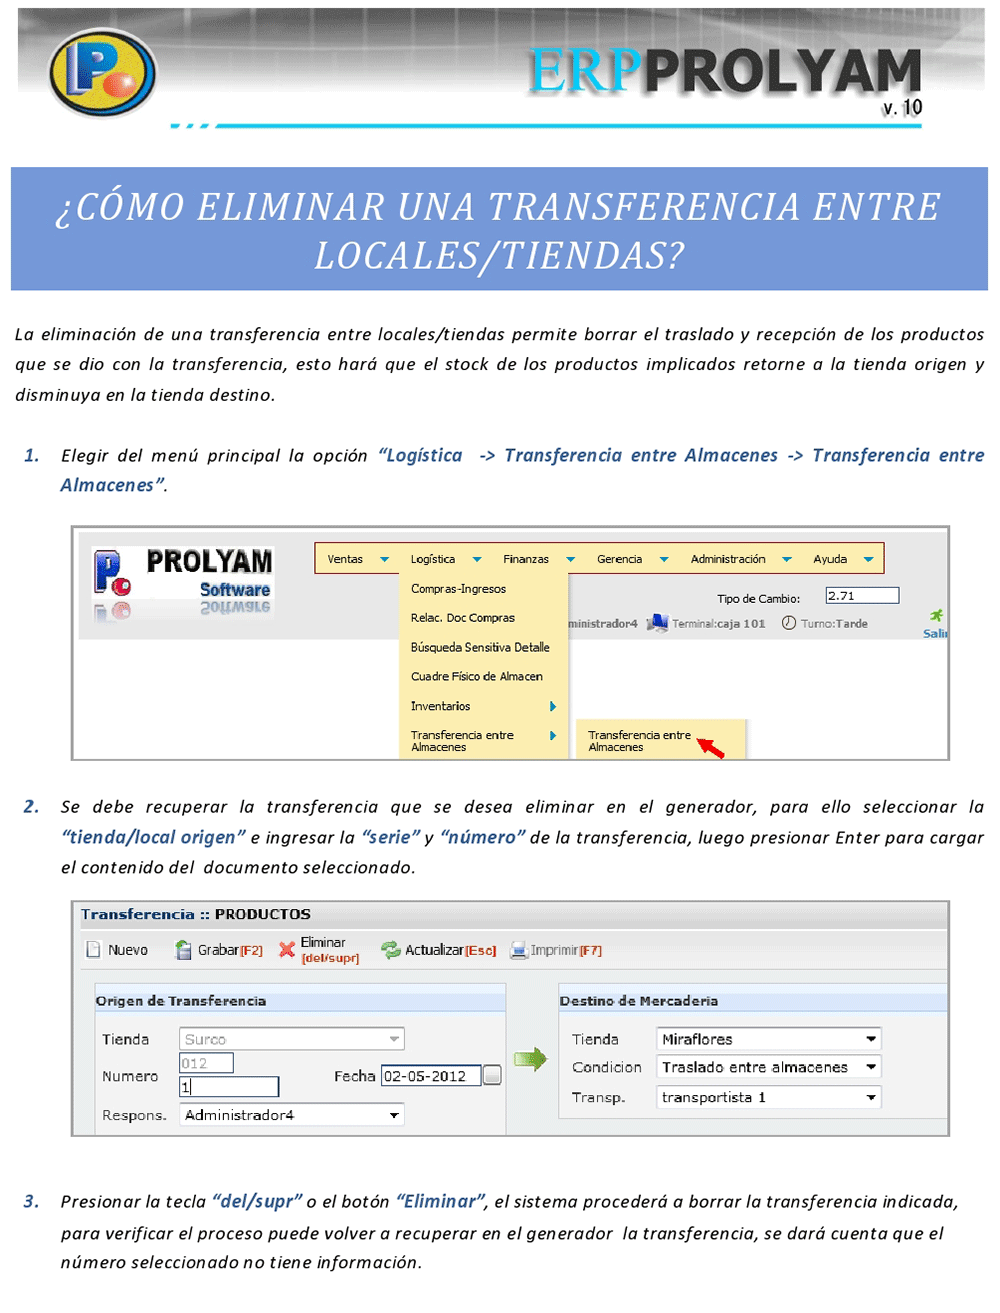 ERPPROLYAM
v. 10
¿CÓMO ELIMINAR UNA TRANSFERENCIA ENTRE
LOCALES/TIENDAS?
La eliminación de una transferencia entre locales/tiendas permite borrar el traslado y recepción de los productos
que se dio con la transferencia, esto hará que el stock de los productos implicados retorne a la tienda origen y
disminuya en la tienda destino.
1. Elegir del menú principal la opción “Logística -> Transferencia entre Almacenes -> Transferencia entre
Almacenes”.
PROLYAM
Software
Ventas Logística Finanzas Gerencia Administración Ayuda
Compras-Ingresos
Tipo de Cambio: 2.71
Relac. Doc Compras
ministrador4 Terminal:caja 101 Turno:Tarde
Salir
Búsqueda Sensitiva Detalle
Cuadre Físico de Almacen
Inventarios
Transferencia entre
Almacenes
Transferencia entre
Almacenes
2. Se debe recuperar la transferencia que se desea eliminar en el generador, para ello seleccionar la
“tienda/local origen” e ingresar la “serie” y “número” de la transferencia, luego presionar Enter para cargar
el contenido del documento seleccionado.
Transferencia :: PRODUCTOS
Nuevo Grabar[F2] Eliminar [del/supr] Actualizar[Esc] Imprimir[F7]
Origen de Transferencia
Tienda Surco
Numero 012
1
Fecha 02-05-2012
Respons. Administrador4
Destino de Mercaderia
Tienda Miraflores
Condicion Traslado entre almacenes
Transp. transportista 1
3. Presionar la tecla “del/supr” o el botón “Eliminar”, el sistema procederá a borrar la transferencia indicada,
para verificar el proceso puede volver a recuperar en el generador la transferencia, se dará cuenta que el
número seleccionado no tiene información.